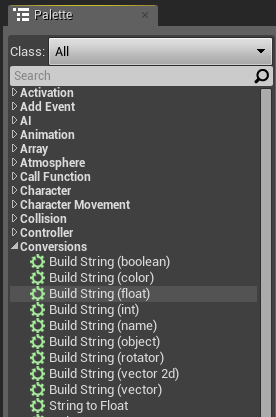 Palette
Class: All
Search
Activation
Add Event
AI
Animation
Array
Atmosphere
Call Function
Character
Character Movement
Collision
Controller
Conversions
Build String (boolean)
Build String (color)
Build String (float)
Build String (int)
Build String (name)
Build String (object)
Build String (rotator)
Build String (vector 2d)
Build String (vector)
String to Float